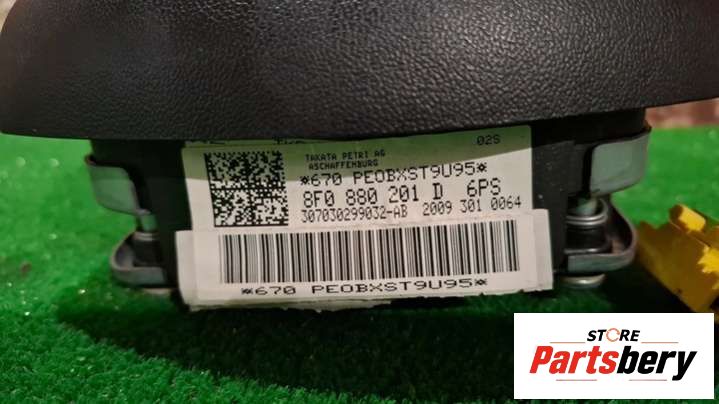 02S
TAKATA PETRI AG
ASCHAFFENBURG
*670 PEOBXST9U95*
8F0 880 201 D 6PS
307030299032-AB 2009 301 0064
*670 PEOBXST9U95*
STORE
Partsbery